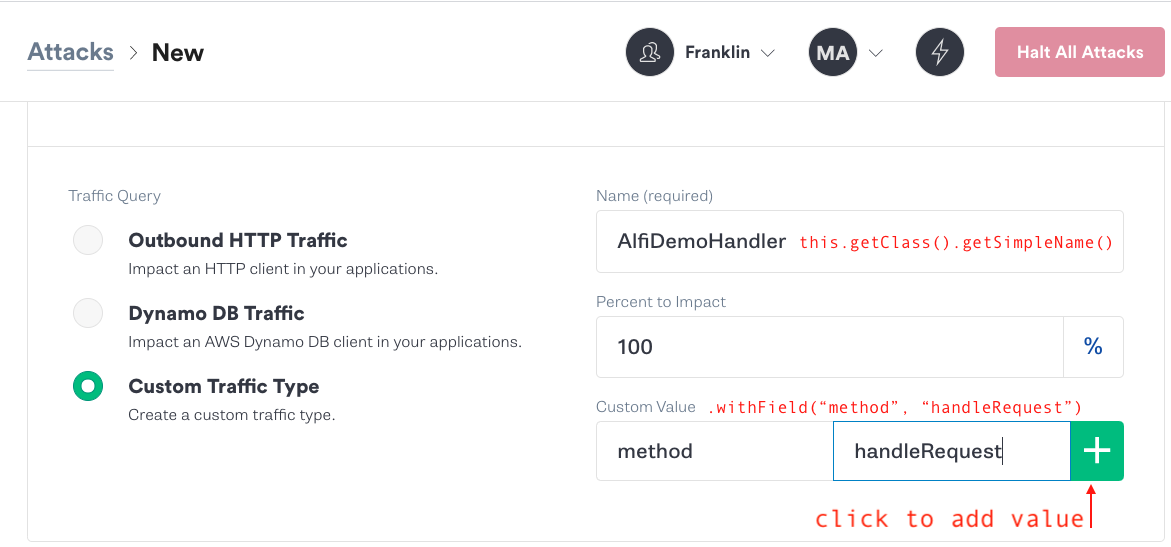 Attacks > New
Franklin
MA
Halt All Attacks
Traffic Query
Outbound HTTP Traffic
Impact an HTTP client in your applications.
Dynamo DB Traffic
Impact an AWS Dynamo DB client in your applications.
Custom Traffic Type
Create a custom traffic type.
Name (required)
AlfiDemoHandler this.getClass().getSimpleName()
Percent to Impact
100 %
Custom Value .withField(“method”, “handleRequest”)
method handleRequest +
click to add value